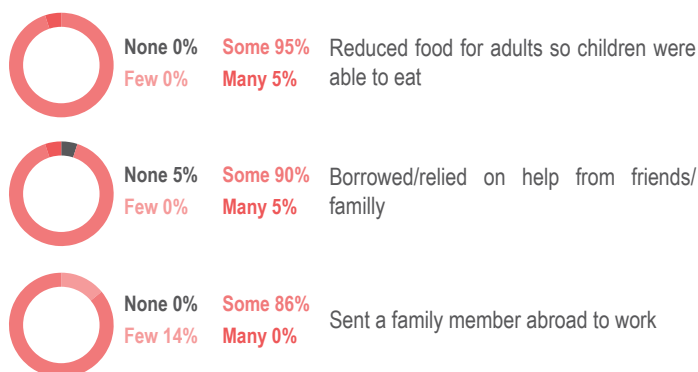 None 0% Some 95% Reduced food for adults so children were
Few 0% Many 5% able to eat
None 5% Some 90% Borrowed/relied on help from friends/
Few 0% Many 5% familly
None 0% Some 86%
Sent a family member abroad to work
Few 14% Many 0%